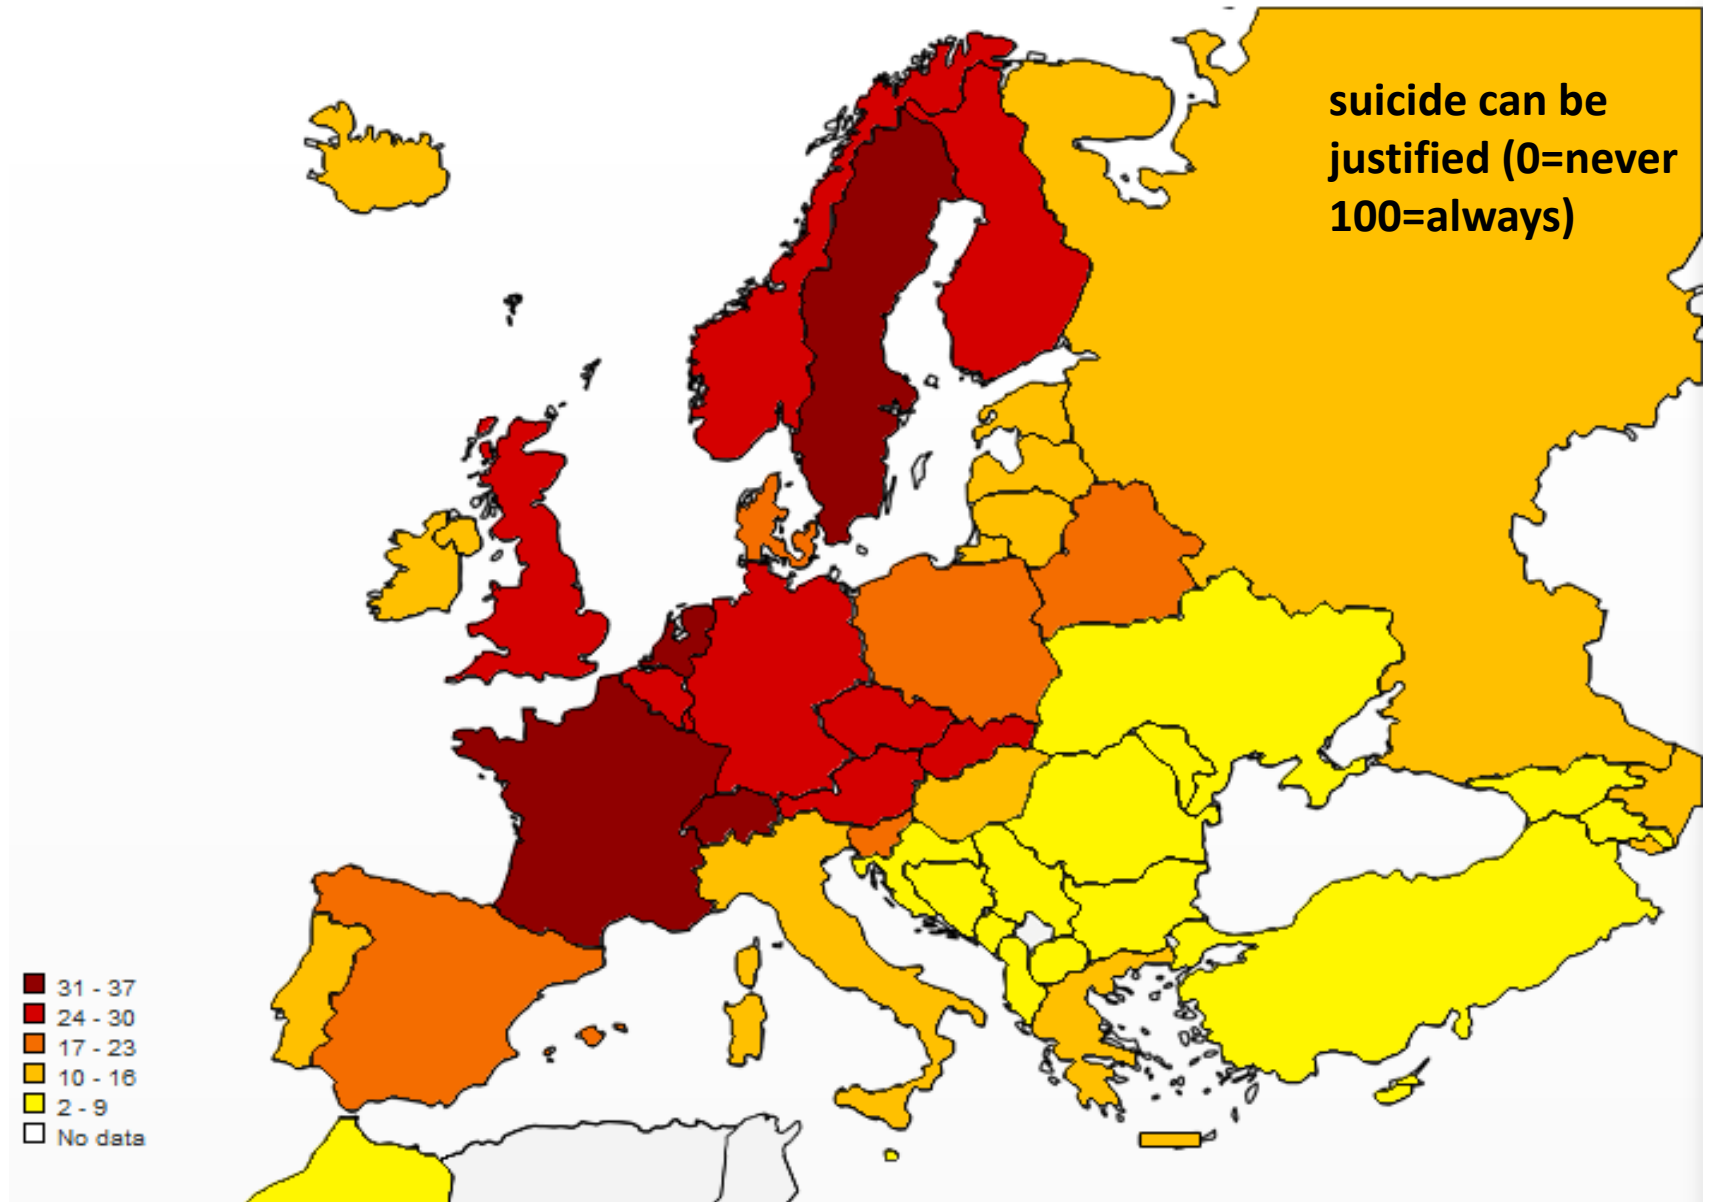 suicide can be
justified (0=never
100=always)
31 - 37
24 - 30
17 - 23
10 - 16
2 - 9
No data